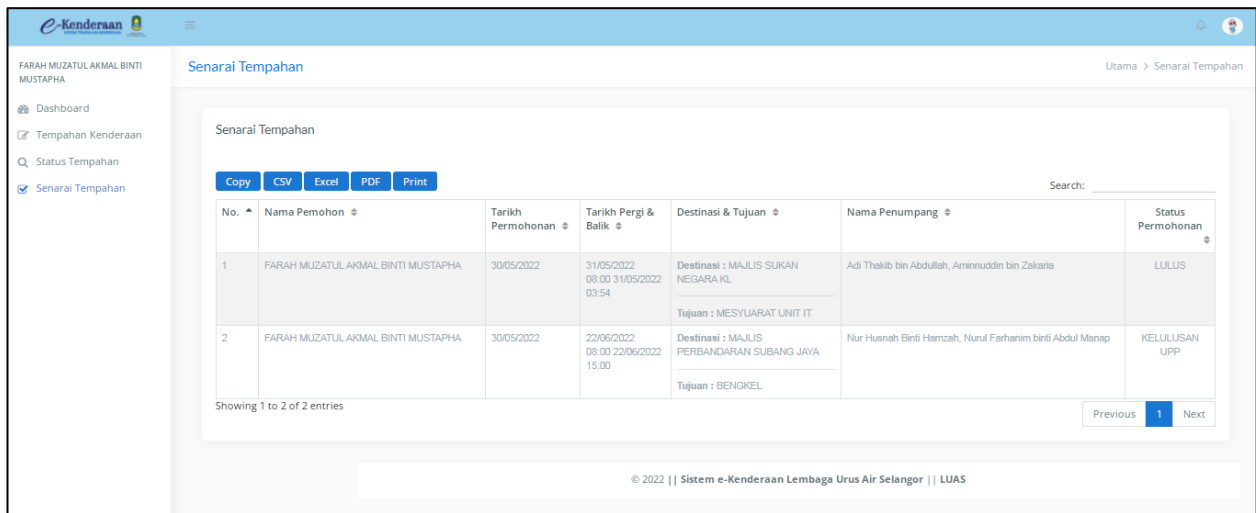 e-Kenderaan
FARAH MUZATUL AKMAL BINTI
MUSTAPHA
Dashboard
Tempahan Kenderaan
Status Tempahan
Senarai Tempahan
Senarai Tempahan
Utama > Senarai Tempahan
Senarai Tempahan
Copy CSV Excel PDF Print
Search:
No. Nama Pemohon Tarikh Permohonan Tarikh Pergi & Balik Destinasi & Tujuan Nama Penumpang Status Permohonan
1 FARAH MUZATUL AKMAL BINTI MUSTAPHA 30/05/2022 31/05/2022 Destinasi : MAJLIS SUKAN Adi Thakib bin Abdullah, Aminnuddin bin Zakaria LULUS
08:00 31/05/2022 NEGARA KL
03:54
Tujuan : MESYUARAT UNIT IT
2 FARAH MUZATUL AKMAL BINTI MUSTAPHA 30/05/2022 22/06/2022 Destinasi : MAJLIS Nur Husnah Binti Hamzah, Nurul Farhanim binti Abdul Manap KELULUSAN
08:00 22/06/2022 PERBANDARAN SUBANG JAYA UPP
15:00
Tujuan : BENGKEL
Showing 1 to 2 of 2 entries
Previous 1 Next
© 2022 || Sistem e-Kenderaan Lembaga Urus Air Selangor || LUAS